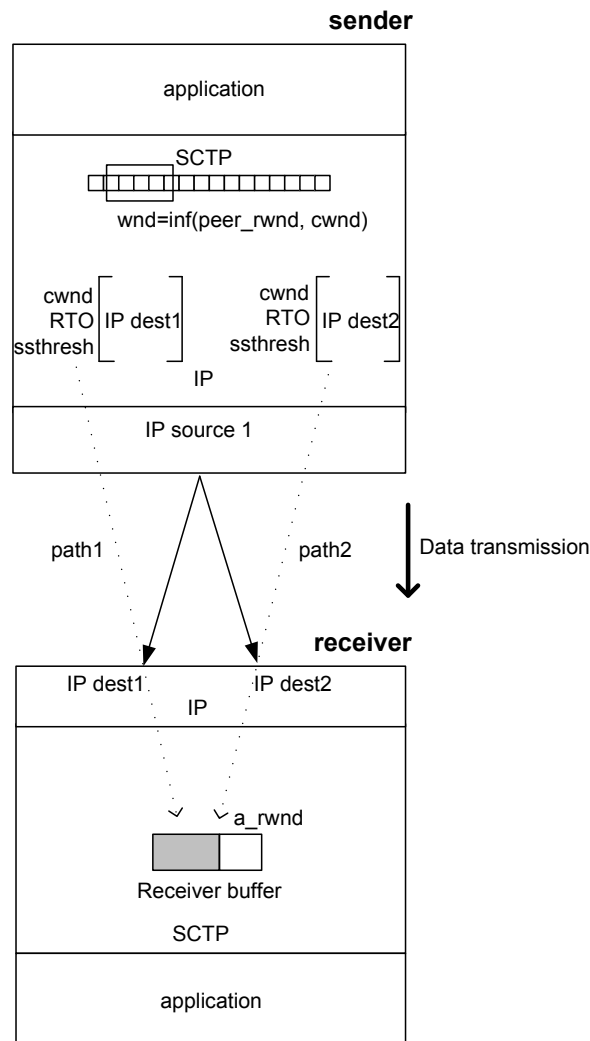 sender
application
SCTP
wnd=inf(peer_rwnd, cwnd)
cwnd
RTO
ssthresh
IP dest1
cwnd
RTO
ssthresh
IP dest2
IP
IP source 1
path1
path2
Data transmission
receiver
IP dest1
IP dest2
IP
a_rwnd
Receiver buffer
SCTP
application